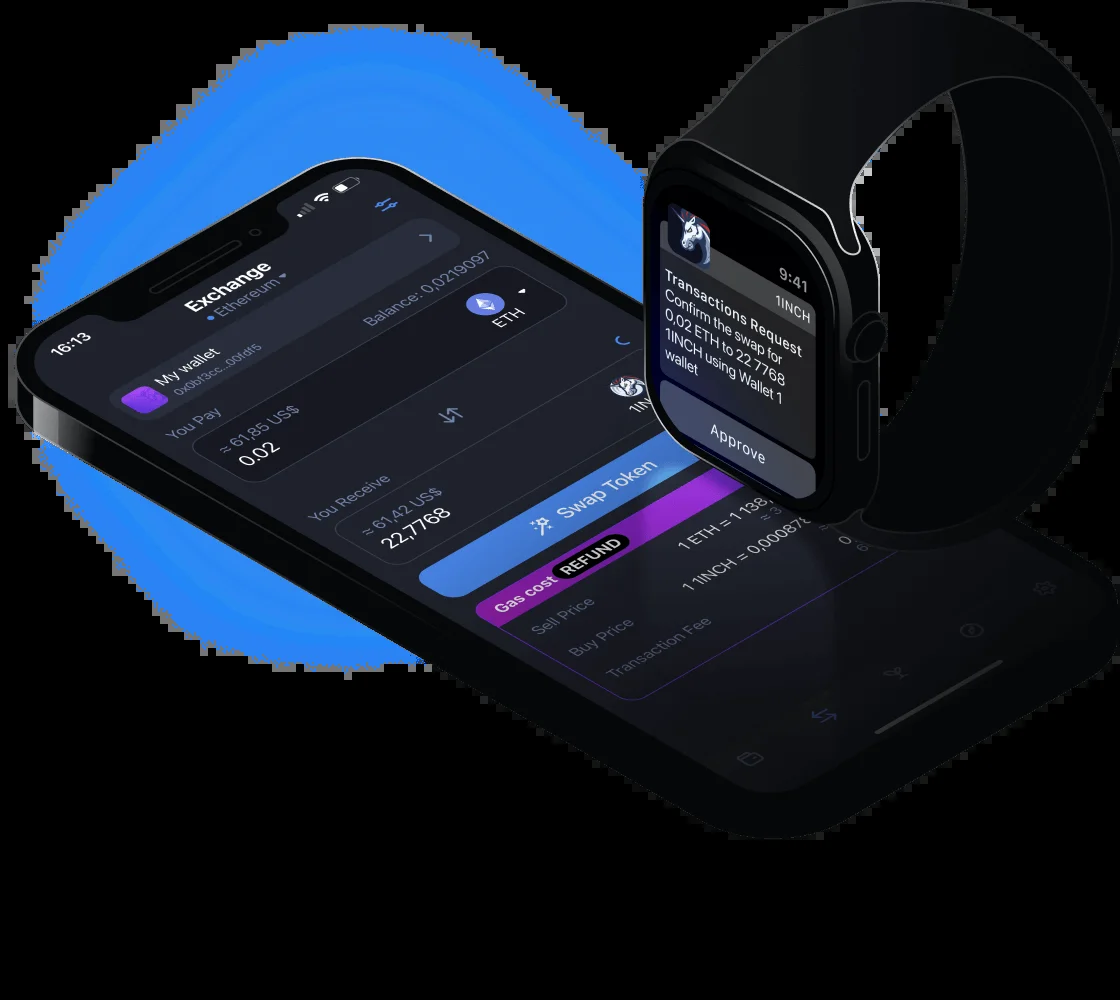 16:13
Exchange
Ethereum
My wallet
0x0bf3cc...00fdf5
You Pay
Balance: 0,0219097
≈ 61,85 US$
0.02
ETH
You Receive
≈ 61,42 US$
22,7768
Swap Token
Gas cost REFUND
Sell Price
1 ETH = 1 138,
Buy Price
1 1INCH = 0,00087
Transaction Fee
9:41
1INCH
Transactions Request
Confirm the swap for
0,02 ETH to 22 7768
1INCH using Wallet 1
wallet
Approve